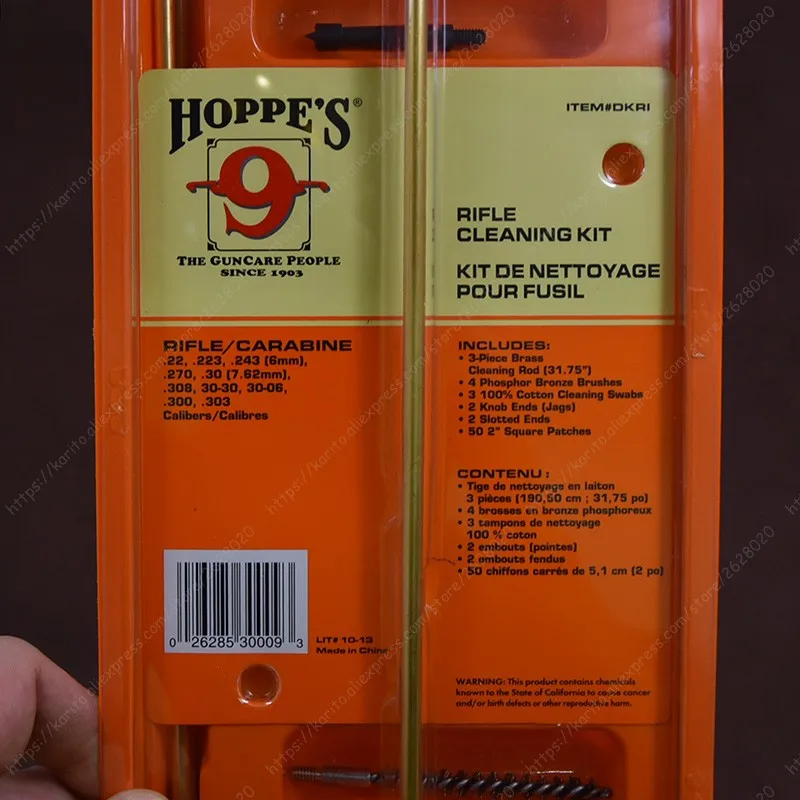 HOPPE'S®
9
THE GUNCARE PEOPLE
SINCE 1903
ITEM#DKRI
RIFLE
CLEANING KIT
KIT DE NETTOYAGE
POUR FUSIL
RIFLE/CARABINE
.22, .223, .243 (6mm),
.270, .30 (7.62mm),
.308, 30-30, 30-06,
.300, .303
Calibers/Calibres
INCLUDES:
• 3-Piece Brass
Cleaning Rod (31.75")
• 4 Phosphor Bronze Brushes
• 3 100% Cotton Cleaning Swabs
• 2 Knob Ends (Jags)
• 2 Slotted Ends
• 50 2" Square Patches
CONTENU :
• Tige de nettoyage en laiton
3 pièces (190,50 cm ; 31,75 po)
• 4 brosses en bronze phosphoreux
• 3 tampons de nettoyage
100 % coton
• 2 embouts (pointes)
• 2 embouts fendus
• 50 chiffons carrés de 5,1 cm (2 po)
0 26285 30009 3
LIT# 10-13
Made in China
WARNING: This product contains chemicals
known to the State of California to cause cancer
and/or birth defects or other reproductive harm.
https://karito.aliexpress.com/store/2628020